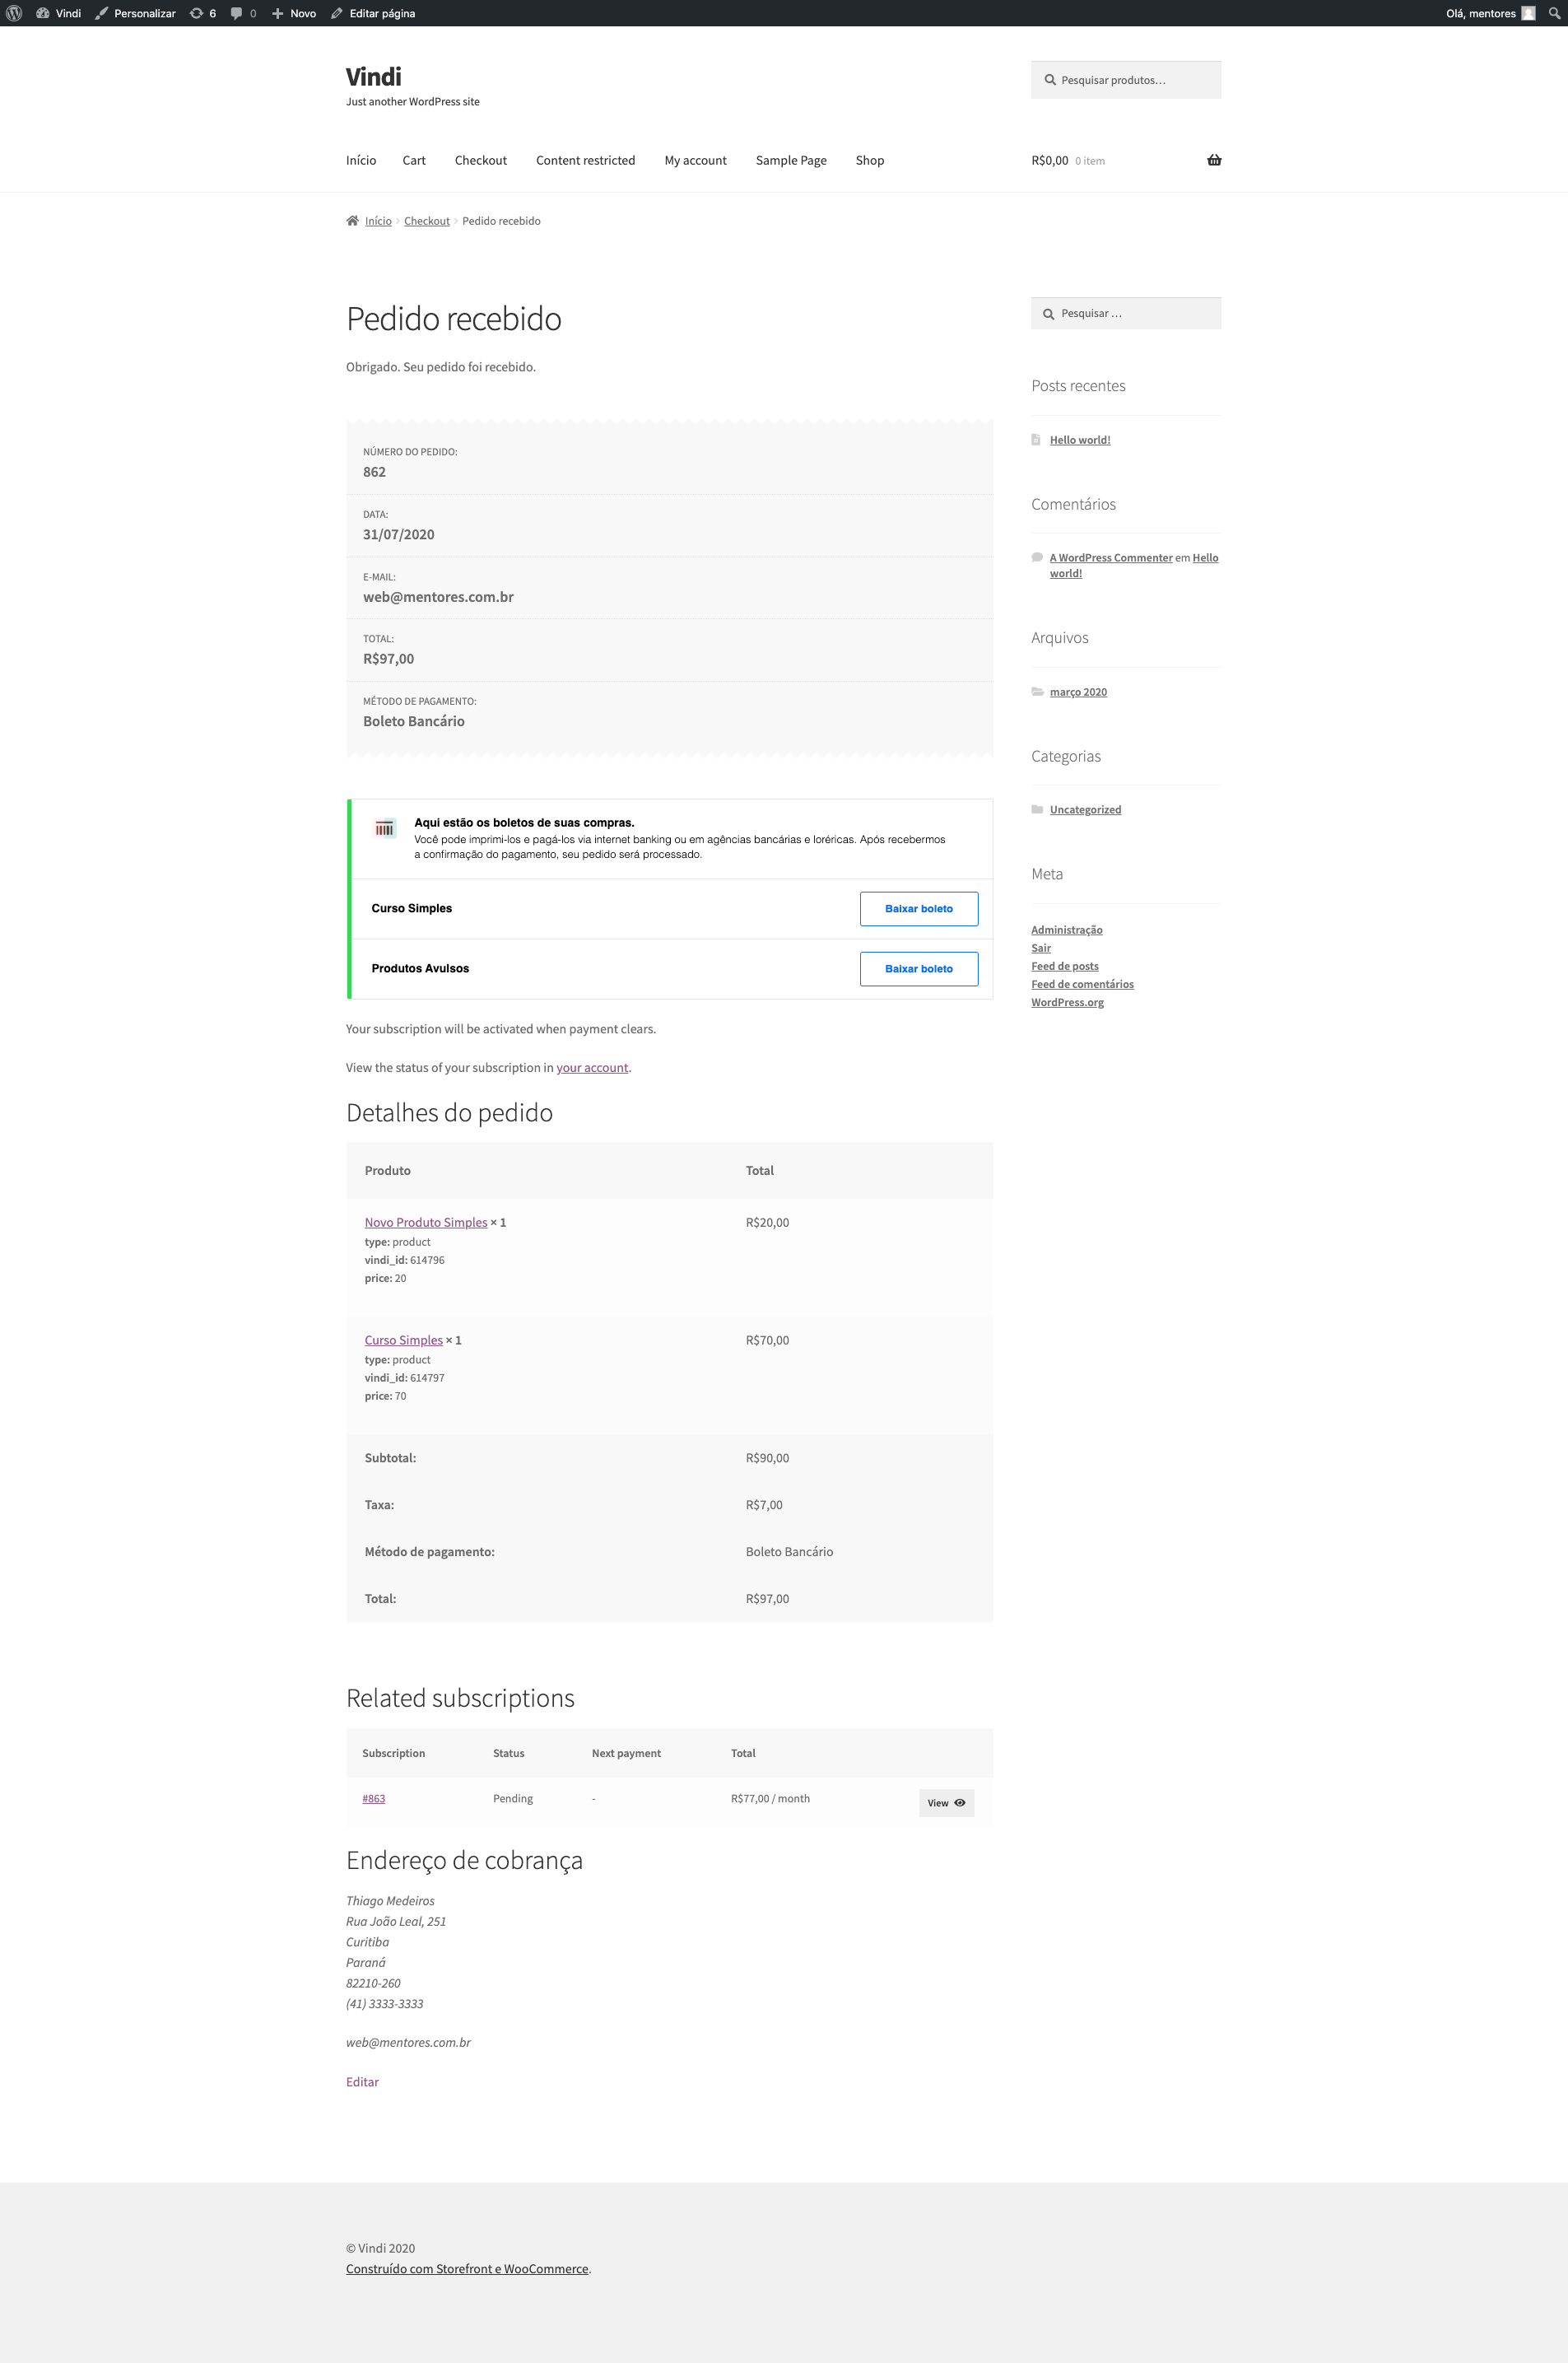 Vindi
Personalizar
6
0
Novo
Editar página
Olá, mentores
Vindi
Just another WordPress site
Pesquisar produtos…
Início
Cart
Checkout
Content restricted
My account
Sample Page
Shop
R$0,00 0 item
Início
Checkout
Pedido recebido
Pedido recebido
Obrigado. Seu pedido foi recebido.
NÚMERO DO PEDIDO:
862
DATA:
31/07/2020
E-MAIL:
web@mentores.com.br
TOTAL:
R$97,00
MÉTODO DE PAGAMENTO:
Boleto Bancário
Aqui estão os boletos de suas compras.
Você pode imprimi-los e pagá-los via internet banking ou em agências bancárias e loréricas. Após recebermos
a confirmação do pagamento, seu pedido será processado.
Curso Simples
Baixar boleto
Produtos Avulsos
Baixar boleto
Your subscription will be activated when payment clears.
View the status of your subscription in your account.
Detalhes do pedido
Produto
Total
Novo Produto Simples × 1
R$20,00
type: product
vindi_id: 614796
price: 20
Curso Simples × 1
R$70,00
type: product
vindi_id: 614797
price: 70
Subtotal:
R$90,00
Taxa:
R$7,00
Método de pagamento:
Boleto Bancário
Total:
R$97,00
Related subscriptions
Subscription
Status
Next payment
Total
#863
Pending
-
R$77,00 / month
View
Endereço de cobrança
Thiago Medeiros
Rua João Leal, 251
Curitiba
Paraná
82210-260
(41) 3333-3333
web@mentores.com.br
Editar
Pesquisar …
Posts recentes
Hello world!
Comentários
A WordPress Commenter em Hello
world!
Arquivos
março 2020
Categorias
Uncategorized
Meta
Administração
Sair
Feed de posts
Feed de comentários
WordPress.org
© Vindi 2020
Construído com Storefront e WooCommerce.